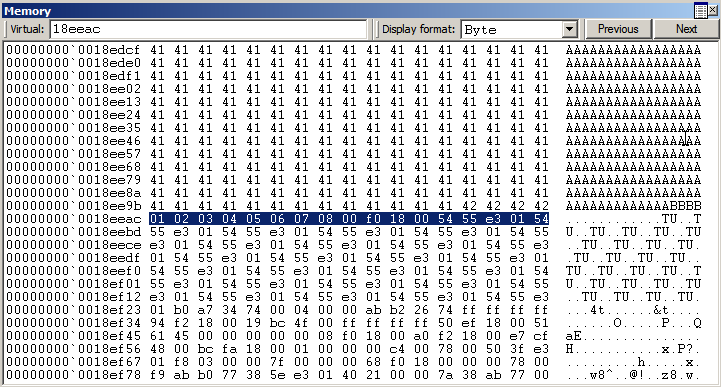 Memory
Virtual: 18eeac Display format: Byte Previous Next
00000000`0018edcf 41 41 41 41 41 41 41 41 41 41 41 41 41 41 41 41 41 AAAAAAAAAAAAAAAAA
00000000`0018ede0 41 41 41 41 41 41 41 41 41 41 41 41 41 41 41 41 41 AAAAAAAAAAAAAAAAA
00000000`0018edf1 41 41 41 41 41 41 41 41 41 41 41 41 41 41 41 41 41 AAAAAAAAAAAAAAAAA
00000000`0018ee02 41 41 41 41 41 41 41 41 41 41 41 41 41 41 41 41 41 AAAAAAAAAAAAAAAAA
00000000`0018ee13 41 41 41 41 41 41 41 41 41 41 41 41 41 41 41 41 41 AAAAAAAAAAAAAAAAA
00000000`0018ee24 41 41 41 41 41 41 41 41 41 41 41 41 41 41 41 41 41 AAAAAAAAAAAAAAAAA
00000000`0018ee35 41 41 41 41 41 41 41 41 41 41 41 41 41 41 41 41 41 AAAAAAAAAAAAAAAAA
00000000`0018ee46 41 41 41 41 41 41 41 41 41 41 41 41 41 41 41 41 41 AAAAAAAAAAAAAAAAA
00000000`0018ee57 41 41 41 41 41 41 41 41 41 41 41 41 41 41 41 41 41 AAAAAAAAAAAAAAAAA
00000000`0018ee68 41 41 41 41 41 41 41 41 41 41 41 41 41 41 41 41 41 AAAAAAAAAAAAAAAAA
00000000`0018ee79 41 41 41 41 41 41 41 41 41 41 41 41 41 41 41 41 41 AAAAAAAAAAAAAAAAA
00000000`0018ee8a 41 41 41 41 41 41 41 41 41 41 41 41 41 41 41 41 41 AAAAAAAAAAAAAAAAA
00000000`0018ee9b 41 41 41 41 41 41 41 41 41 41 41 41 41 42 42 42 42 AAAAAAAAAAAAABBBB
00000000`0018eeac 01 02 03 04 05 06 07 08 00 f0 18 00 54 55 e3 01 54 ............TU..T
00000000`0018eebd 55 e3 01 54 55 e3 01 54 55 e3 01 54 55 e3 01 54 55 U..TU..TU..TU..TU
00000000`0018eece e3 01 54 55 e3 01 54 55 e3 01 54 55 e3 01 54 55 e3 ..TU..TU..TU..TU.
00000000`0018eedf 01 54 55 e3 01 54 55 e3 01 54 55 e3 01 54 55 e3 01 .TU..TU..TU..TU..
00000000`0018eef0 54 55 e3 01 54 55 e3 01 54 55 e3 01 54 55 e3 01 54 TU..TU..TU..TU..T
00000000`0018ef01 55 e3 01 54 55 e3 01 54 55 e3 01 54 55 e3 01 54 55 U..TU..TU..TU..TU
00000000`0018ef12 e3 01 54 55 e3 01 54 55 e3 01 54 55 e3 01 54 55 e3 ..TU..TU..TU..TU.
00000000`0018ef23 01 b0 a7 34 74 00 04 00 00 ab b2 26 74 ff ff ff ff ...4t......&t....
00000000`0018ef34 94 f2 18 00 19 bc 4f 00 ff ff ff ff 50 ef 18 00 51 ......O.....P...Q
00000000`0018ef45 61 45 00 00 00 00 00 08 f0 18 00 a0 f2 18 00 e7 cf aE...............
00000000`0018ef56 48 00 bc fa 18 00 01 00 00 00 c4 00 78 00 50 3f e3 H...........x.P?.
00000000`0018ef67 01 f8 03 00 00 7f 00 00 00 68 f0 18 00 00 00 78 00 .........h.....x.
00000000`0018ef78 f9 ab b0 77 38 5e e3 01 40 21 00 00 7a 38 ab 77 00 ...w8^..@!..z8.w.